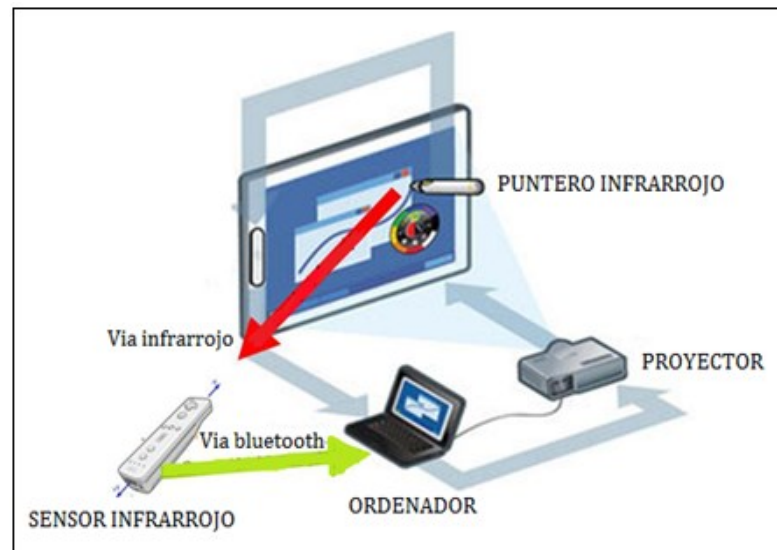 PUNTERO INFRARROJO
Via infrarrojo
PROYECTOR
Via bluetooth
SENSOR INFRARROJO
ORDENADOR